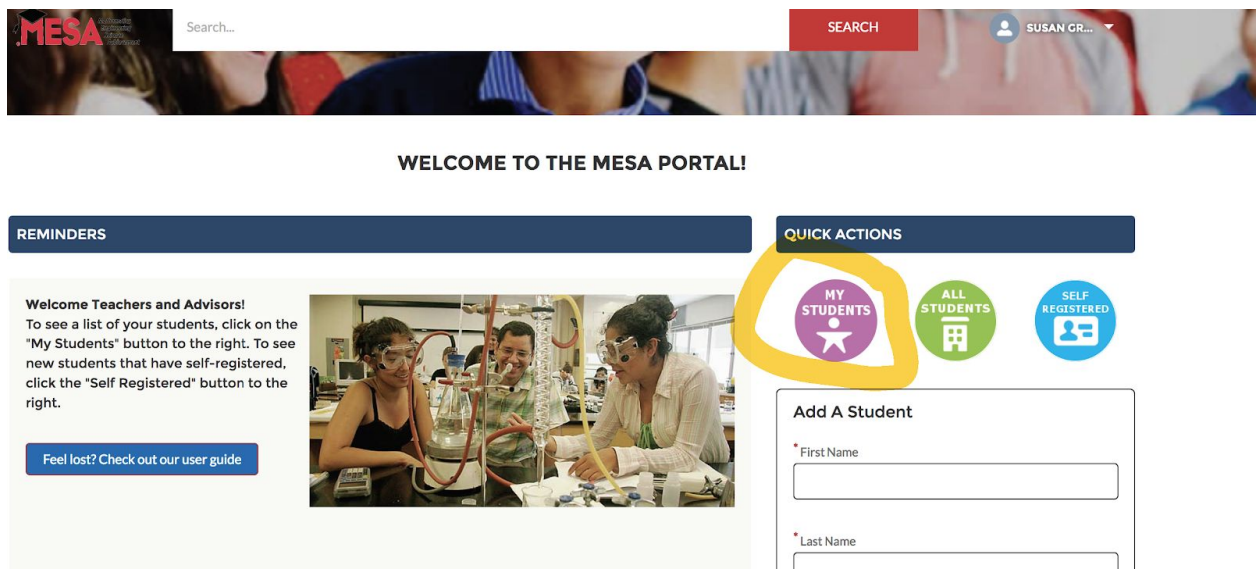 MESA
Search...
SEARCH
SUSAN GR...
WELCOME TO THE MESA PORTAL!
REMINDERS
QUICK ACTIONS
Welcome Teachers and Advisors!
To see a list of your students, click on the
"My Students" button to the right. To see
new students that have self-registered,
click the "Self Registered" button to the
right.
Feel lost? Check out our user guide
MY
STUDENTS
ALL
STUDENTS
SELF
REGISTERED
Add A Student
*First Name
*Last Name